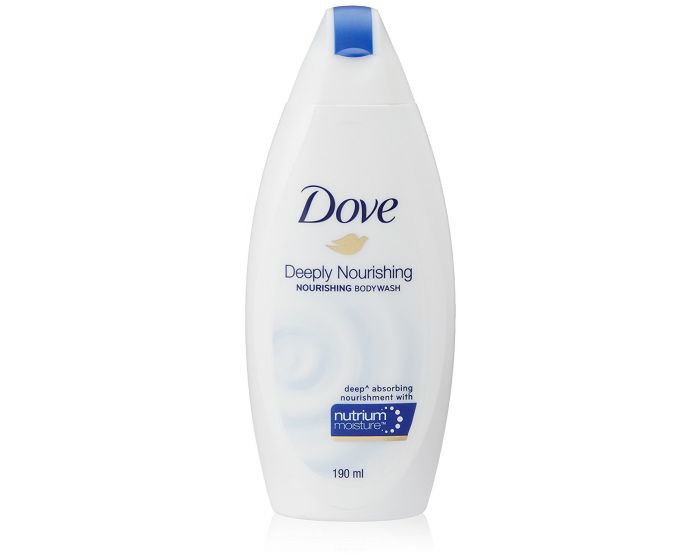 Dove
Deeply Nourishing
NOURISHING BODYWASH
deep^ absorbing
nourishment with
nutrium
moisture™
190 ml